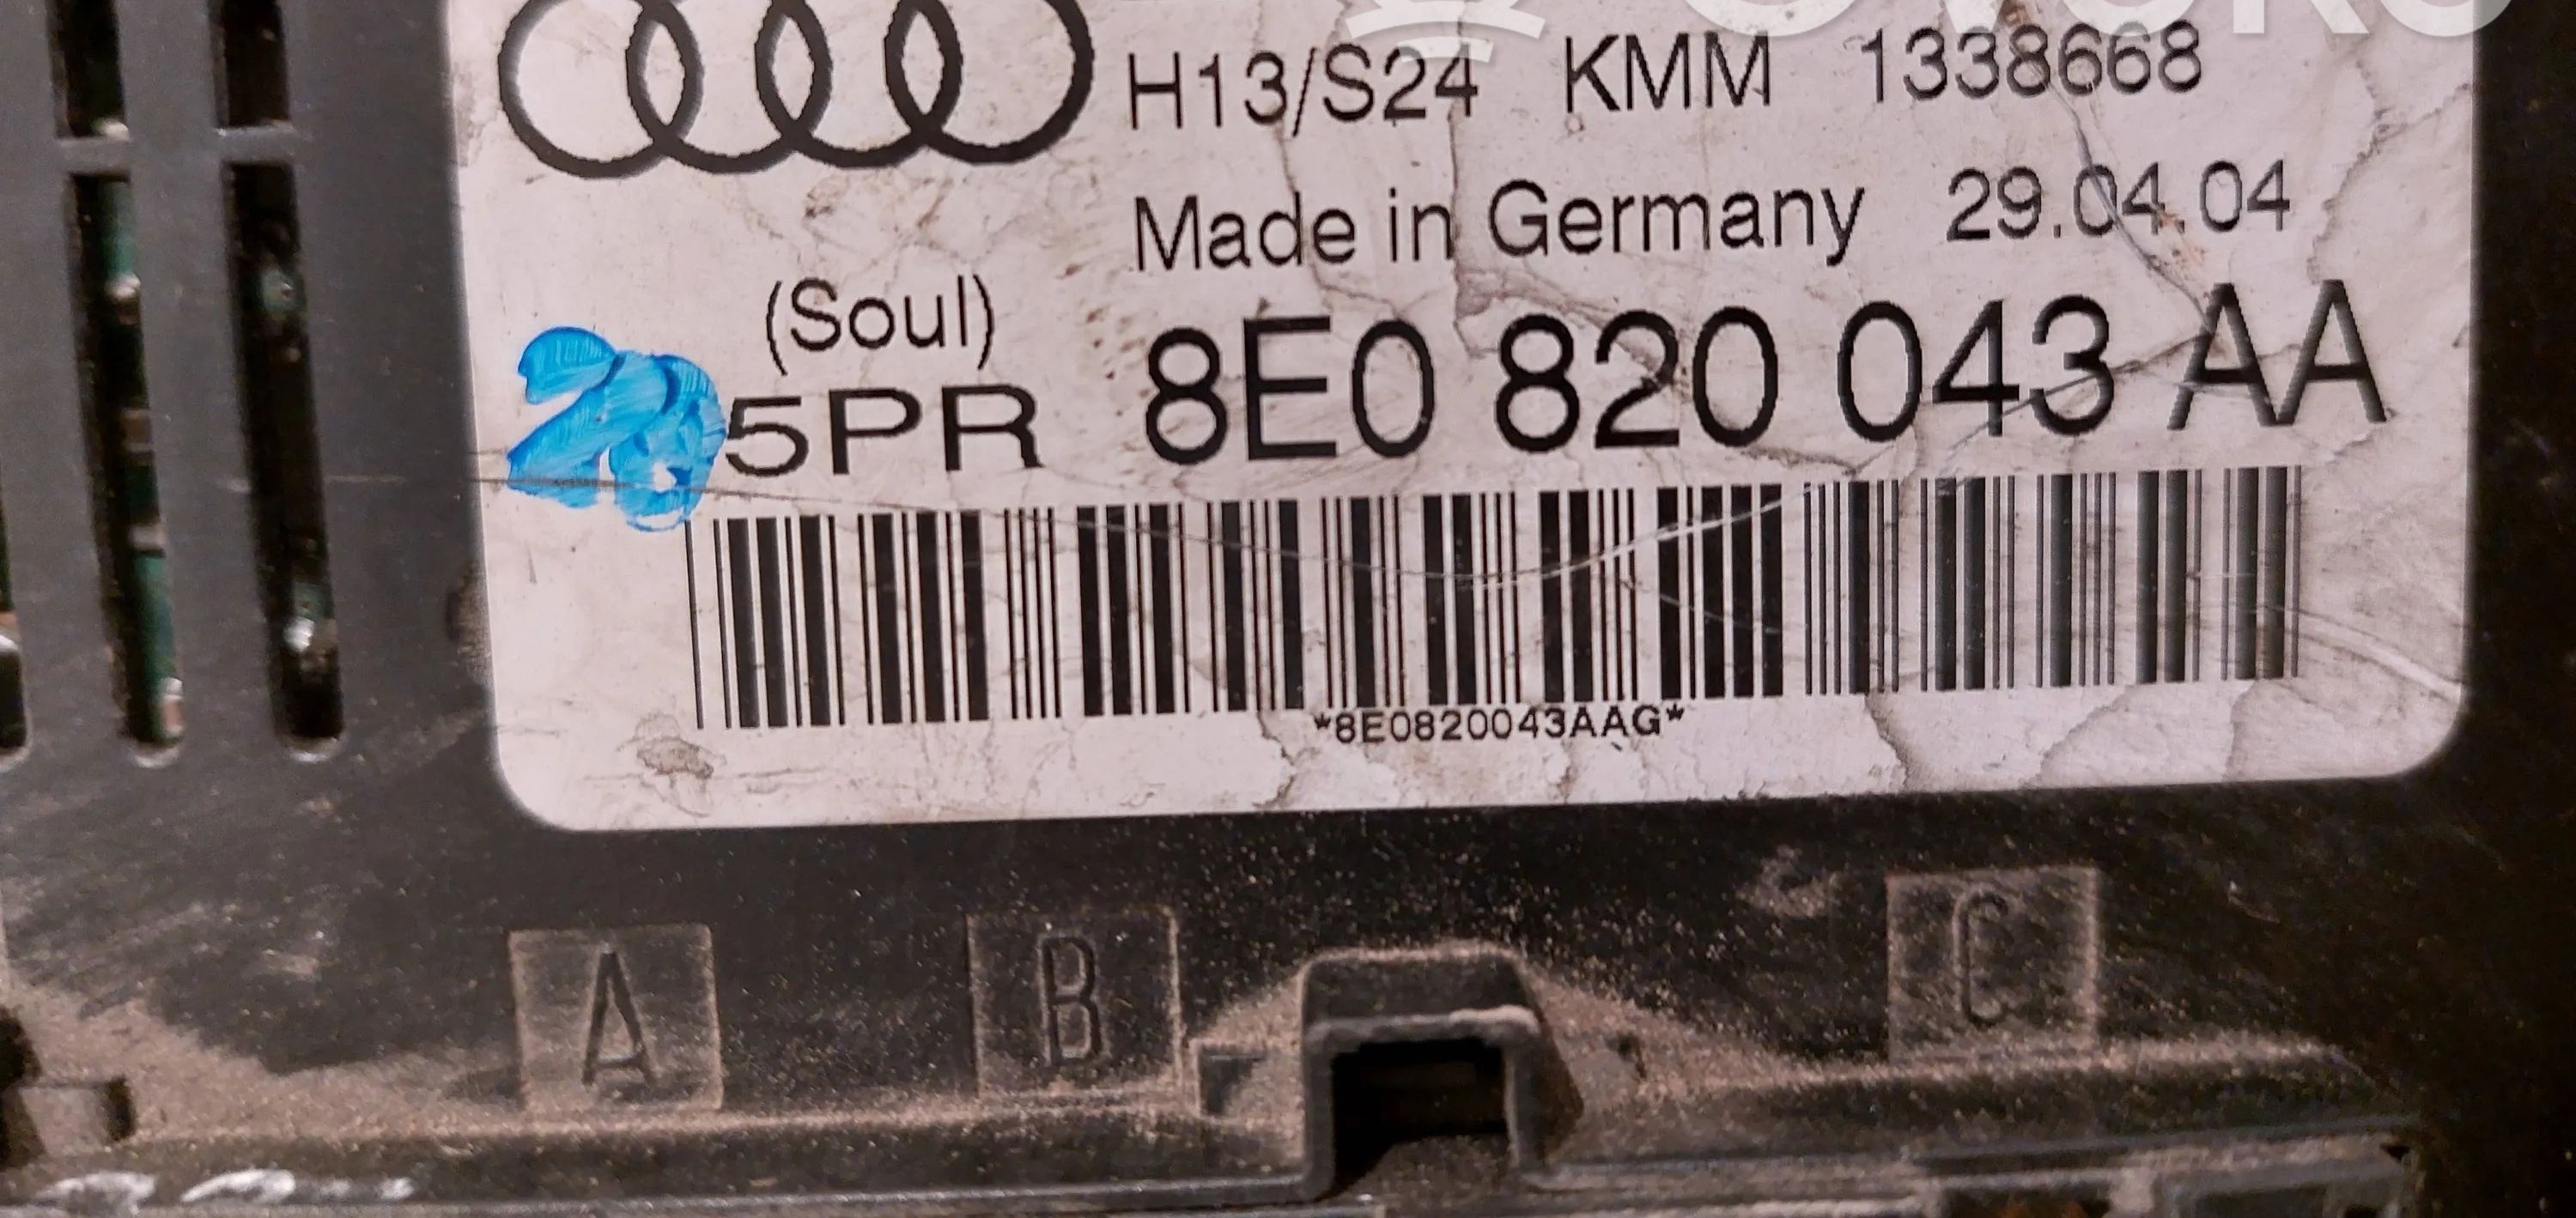 H13/S24 KMM 1338668
Made in Germany 29.04.04
(Soul)
5PR 8E0 820 043 AA
*8E0820043AAG*
A B C